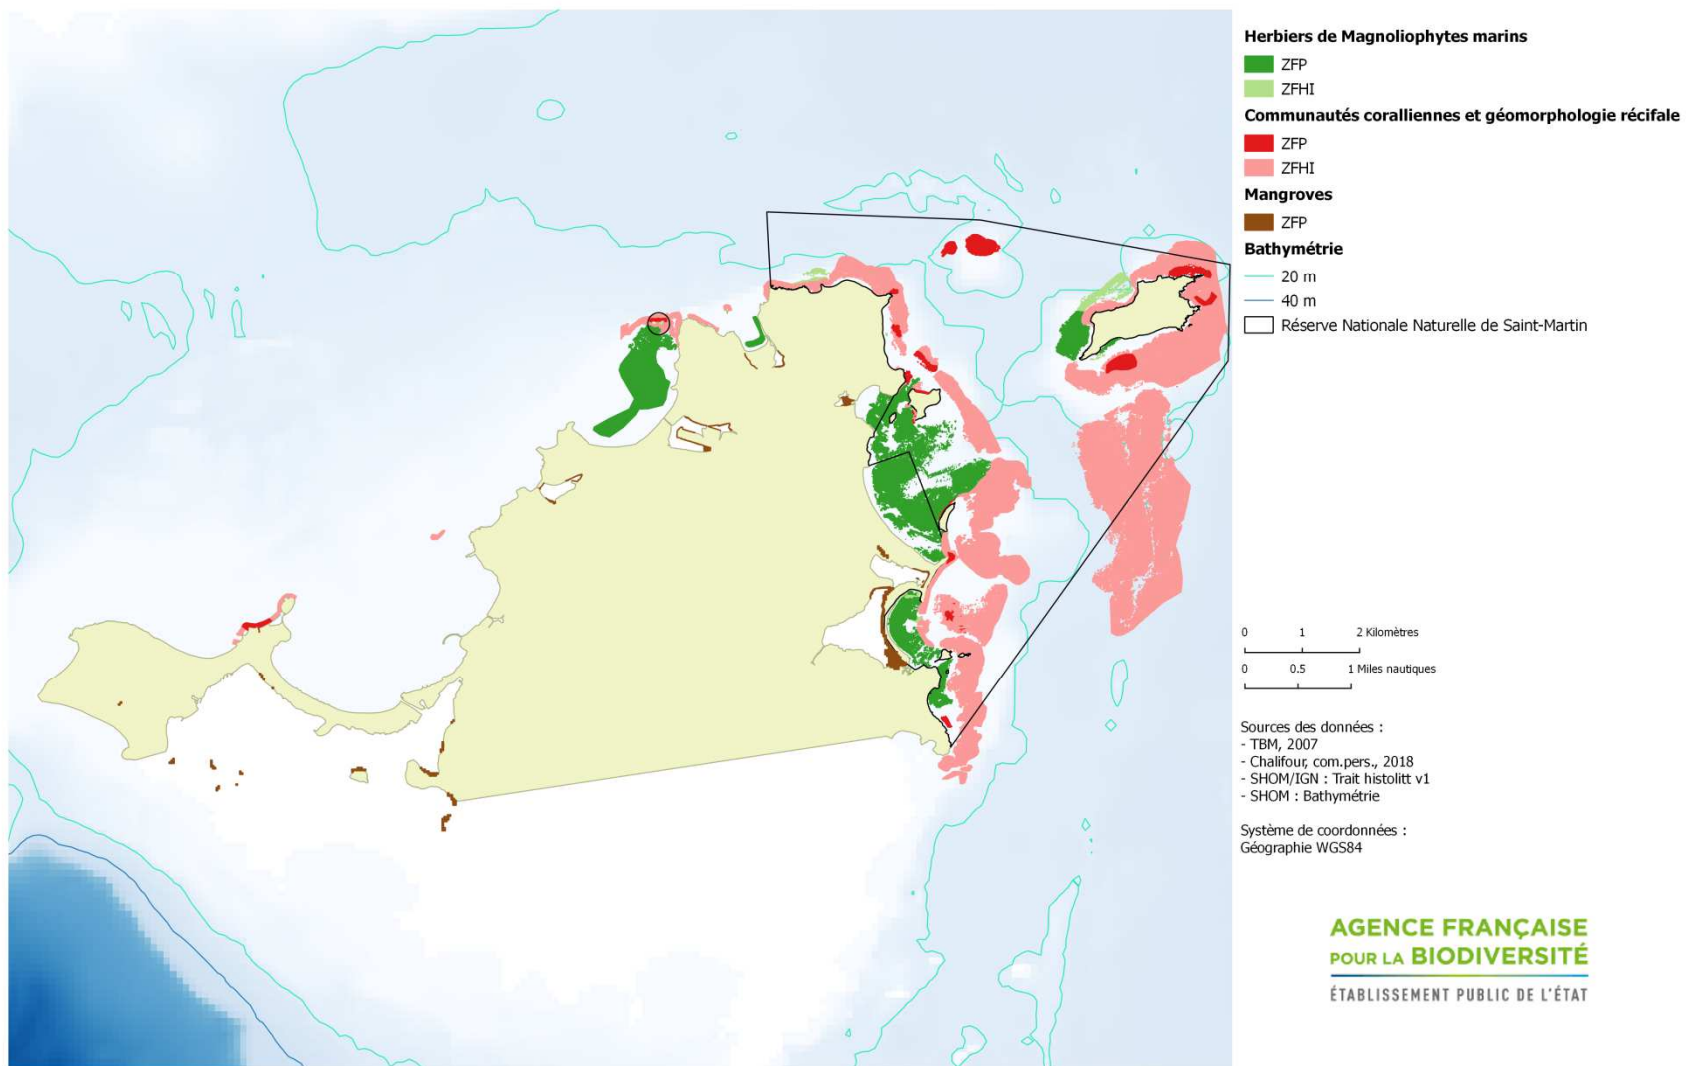 Herbiers de Magnoliophytes marins
ZFP
ZFHI
Communautés coralliennes et géomorphologie récifale
ZFP
ZFHI
Mangroves
ZFP
Bathymétrie
20 m
40 m
Réserve Nationale Naturelle de Saint-Martin
0 1 2 Kilomètres
0 0.5 1 Miles nautiques
Sources des données :
- TBM, 2007
- Chalifour, com.pers., 2018
- SHOM/IGN : Trait histolitt v1
- SHOM : Bathymétrie
Système de coordonnées :
Géographie WGS84
AGENCE FRANÇAISE
POUR LA BIODIVERSITÉ
ÉTABLISSEMENT PUBLIC DE L'ÉTAT